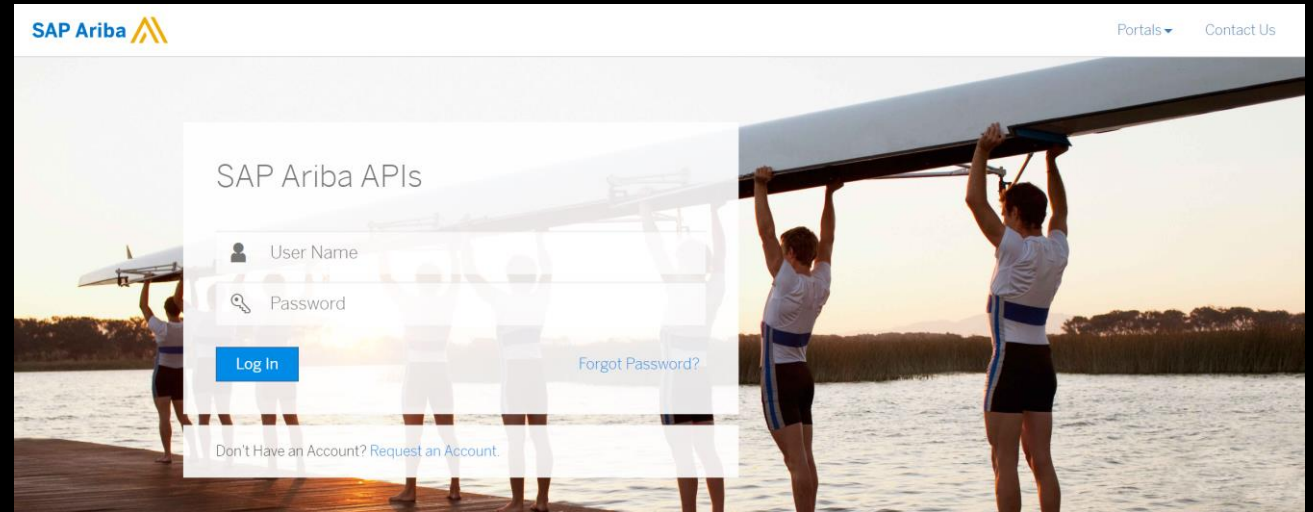 SAP Ariba
Portals
Contact Us
SAP Ariba APIs
User Name
Password
Log In
Forgot Password?
Don't Have an Account? Request an Account.